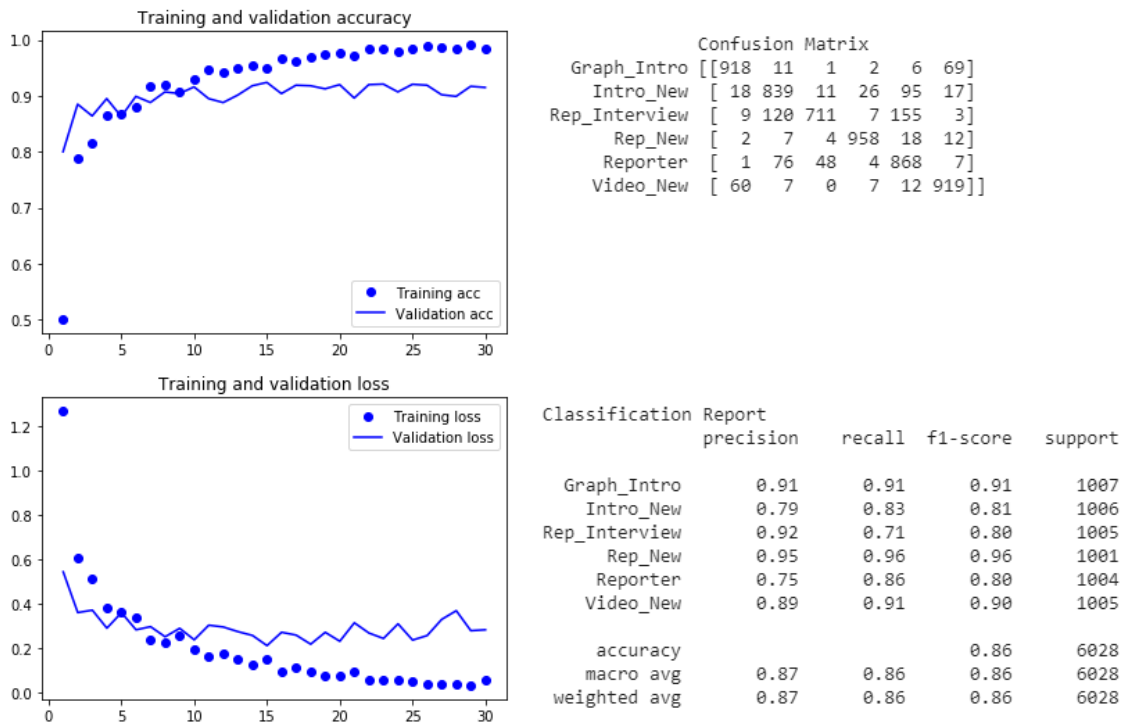 Training and validation accuracy
1.0
0.9
0.8
0.7
0.6
0.5
0 5 10 15 20 25 30
Training acc
Validation acc
Confusion Matrix
Graph_Intro [[918 11 1 2 6 69]
Intro_New [ 18 839 11 26 95 17]
Rep_Interview [ 9 120 711 7 155 3]
Rep_New [ 2 7 4 958 18 12]
Reporter [ 1 76 48 4 868 7]
Video_New [ 60 7 0 7 12 919]]
Training and validation loss
1.2
1.0
0.8
0.6
0.4
0.2
0.0
0 5 10 15 20 25 30
Training loss
Validation loss
Classification Report
precision recall f1-score support
Graph_Intro 0.91 0.91 0.91 1007
Intro_New 0.79 0.83 0.81 1006
Rep_Interview 0.92 0.71 0.80 1005
Rep_New 0.95 0.96 0.96 1001
Reporter 0.75 0.86 0.80 1004
Video_New 0.89 0.91 0.90 1005
accuracy 0.86 6028
macro avg 0.87 0.86 0.86 6028
weighted avg 0.87 0.86 0.86 6028